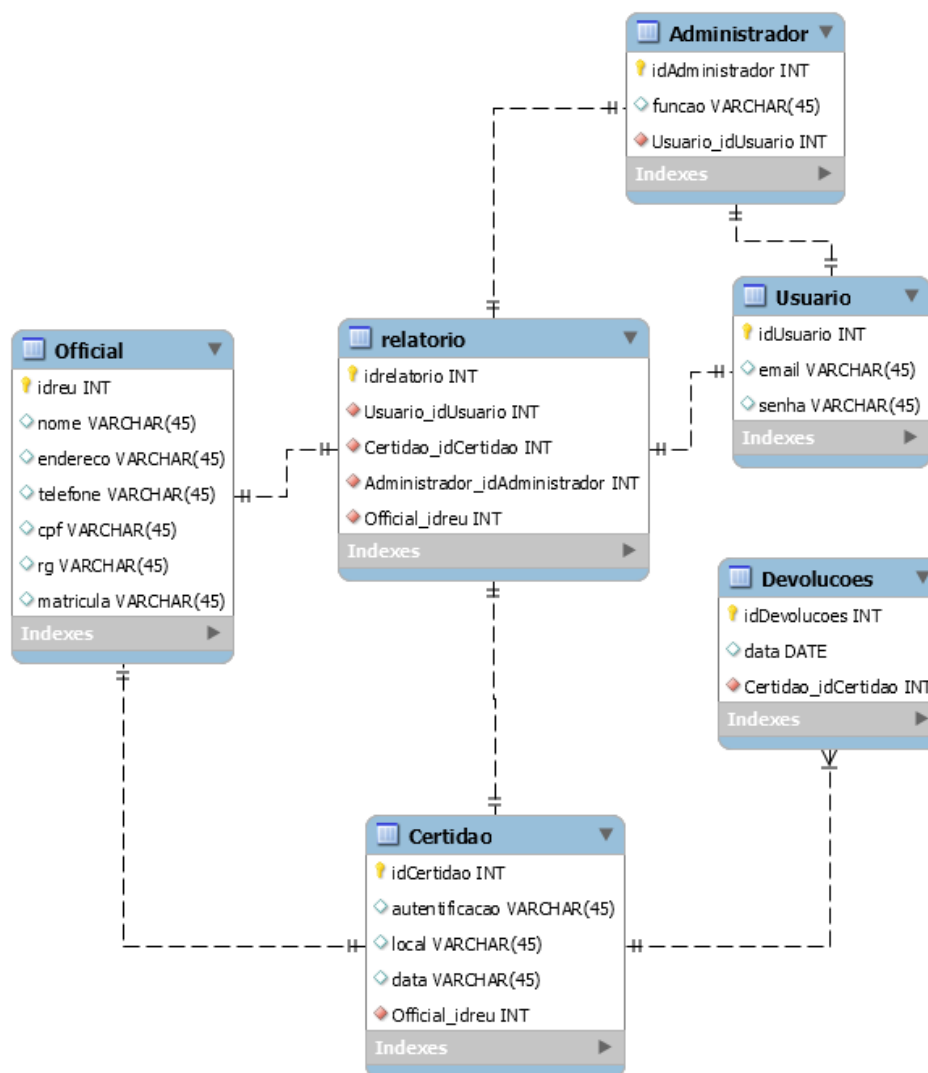 Administrador
idAdministrador INT
funcao VARCHAR(45)
Usuario_idUsuario INT
Indexes
Usuario
idUsuario INT
email VARCHAR(45)
senha VARCHAR(45)
Indexes
Official
idreu INT
nome VARCHAR(45)
endereco VARCHAR(45)
telefone VARCHAR(45)
cpf VARCHAR(45)
rg VARCHAR(45)
matricula VARCHAR(45)
Indexes
relatorio
idrelatorio INT
Usuario_idUsuario INT
Certidao_idCertidao INT
Administrador_idAdministrador INT
Official_idreu INT
Indexes
Devolucoes
idDevolucoes INT
data DATE
Certidao_idCertidao INT
Indexes
Certidao
idCertidao INT
autentificacao VARCHAR(45)
local VARCHAR(45)
data VARCHAR(45)
Official_idreu INT
Indexes